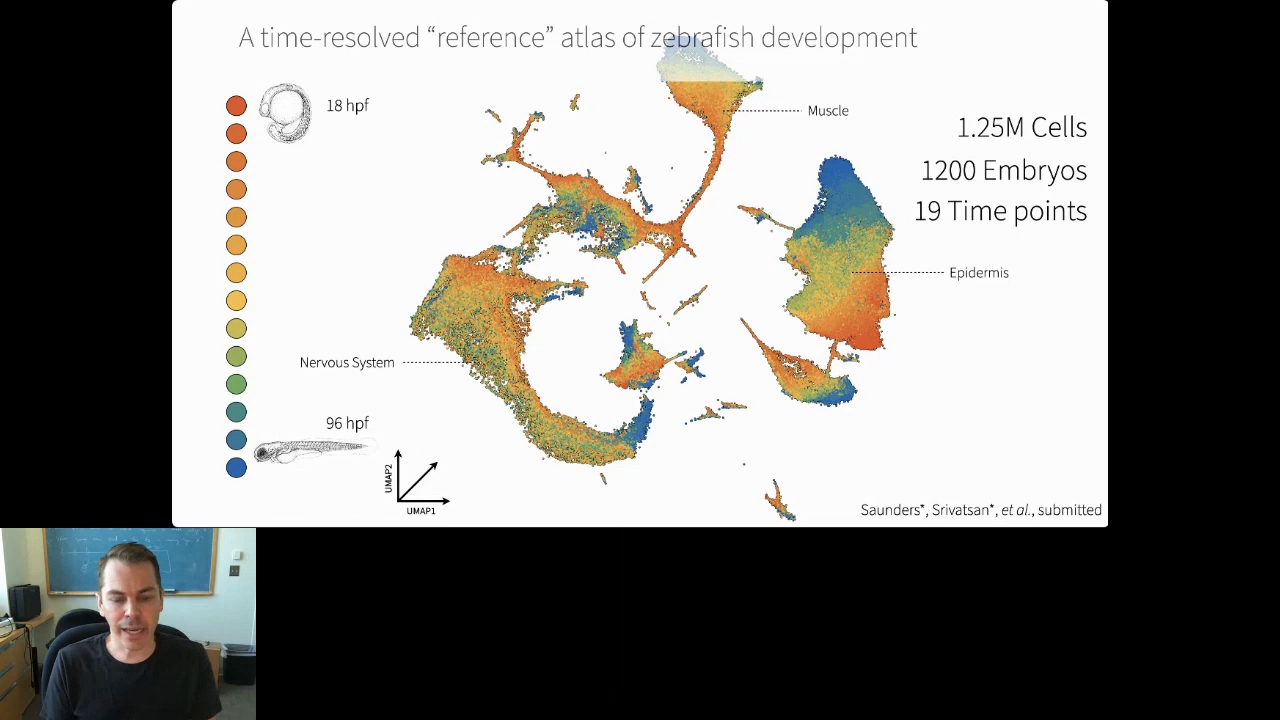 A time-resolved “reference” atlas of zebrafish development
18 hpf
Muscle
1.25M Cells
1200 Embryos
19 Time points
Epidermis
Nervous System
96 hpf
UMAP2
UMAP1
Saunders*, Srivatsan*, et al., submitted